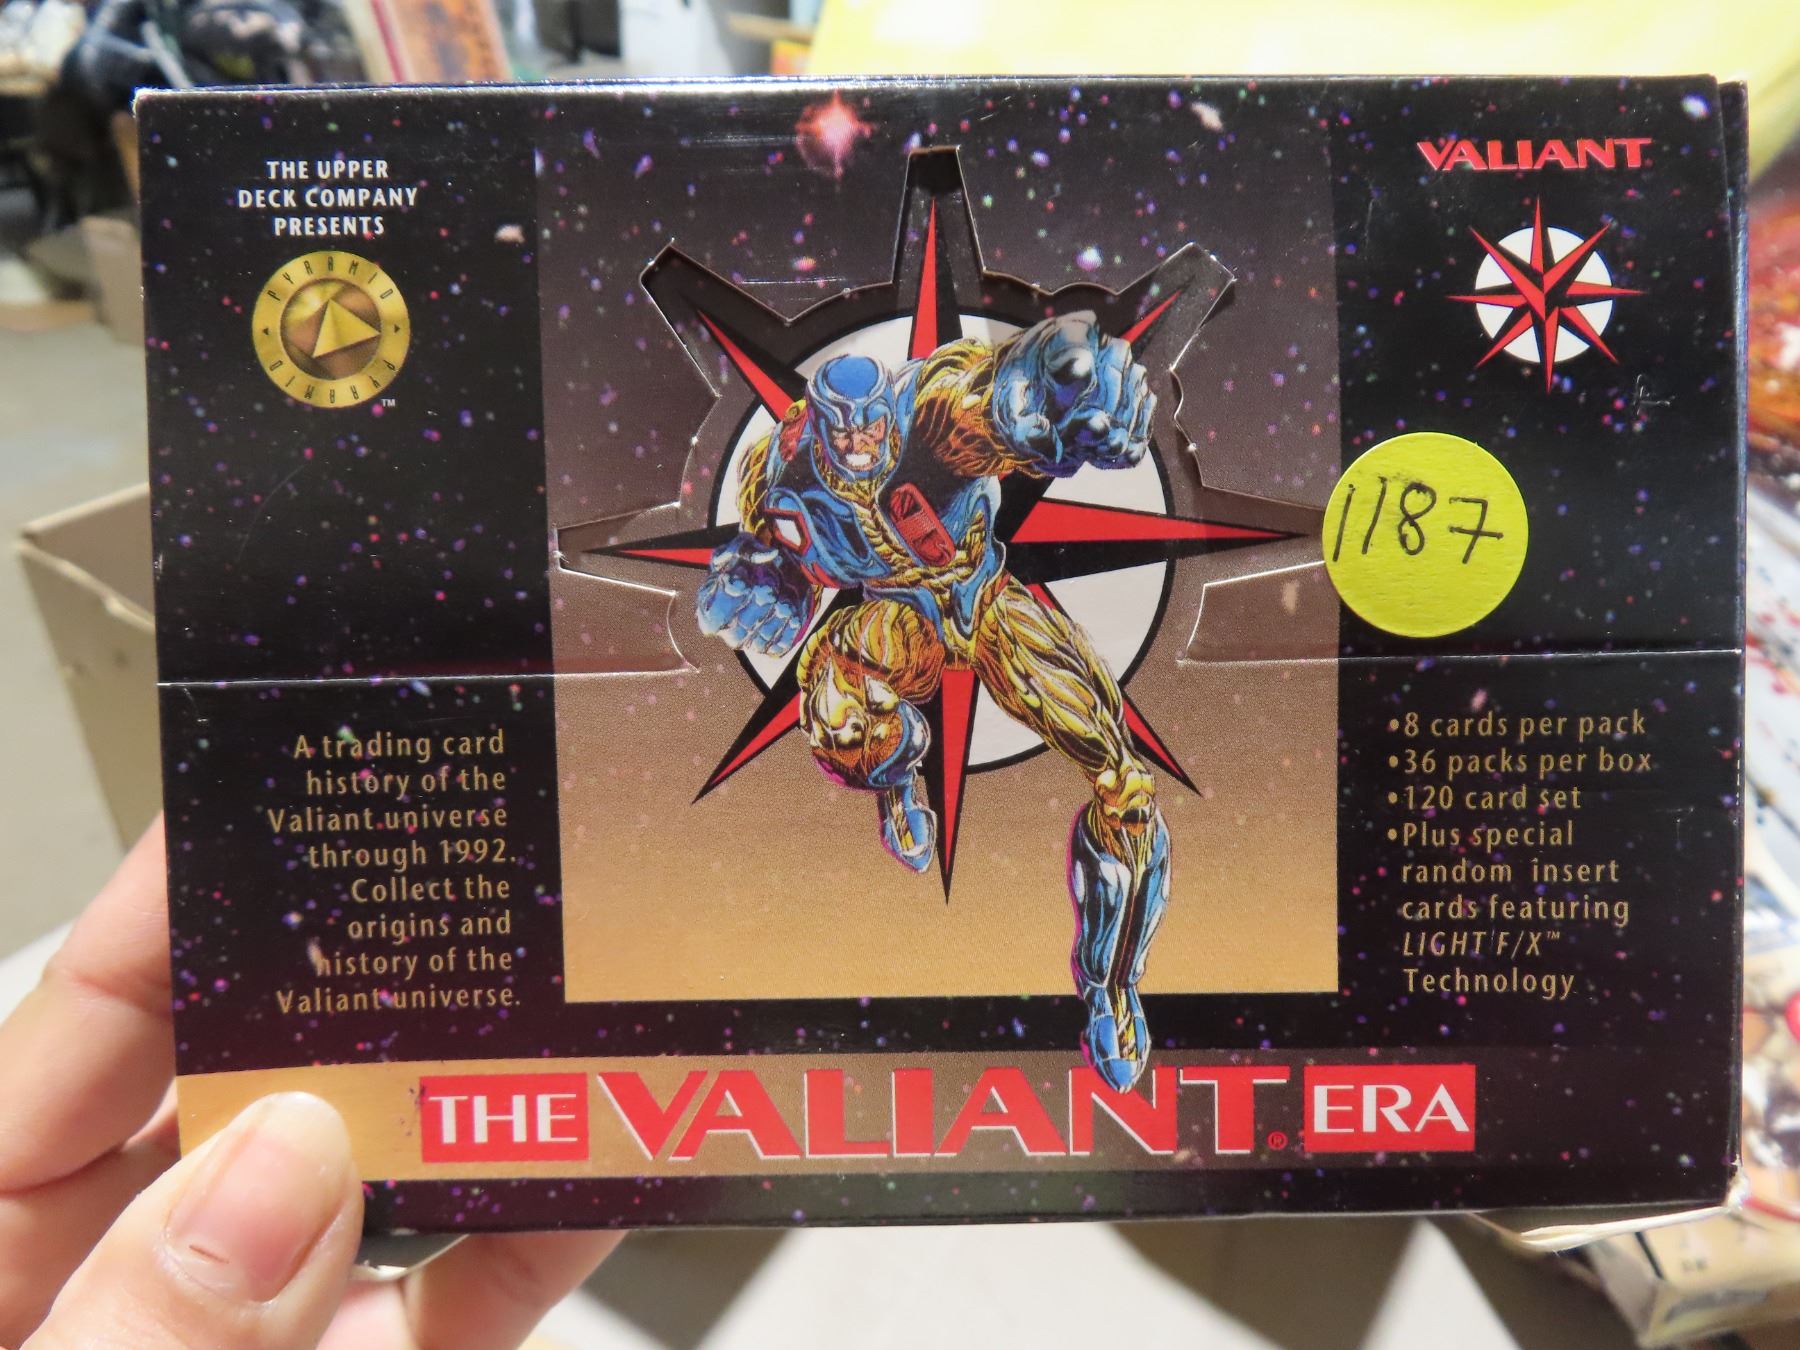 THE UPPER
DECK COMPANY
PRESENTS
PYRAMID
PYRAMID
™
VALIANT
1187
A trading card
history of the
Valiant universe
through 1992.
Collect the
origins and
history of the
Valiant universe.
•8 cards per pack
•36 packs per box
•120 card set
•Plus special
random insert
cards featuring
LIGHT F/X™
Technology
THE VALIANT® ERA